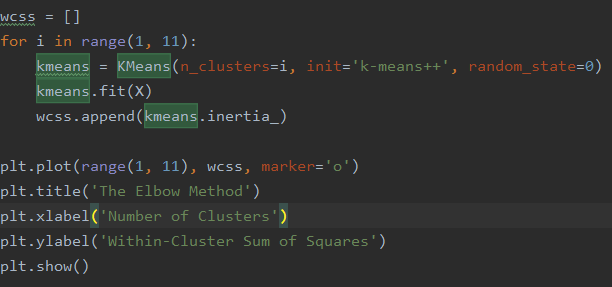 wcss = []
for i in range(1, 11):
    kmeans = KMeans(n_clusters=i, init='k-means++', random_state=0)
    kmeans.fit(X)
    wcss.append(kmeans.inertia_)

plt.plot(range(1, 11), wcss, marker='o')
plt.title('The Elbow Method')
plt.xlabel('Number of Clusters')
plt.ylabel('Within-Cluster Sum of Squares')
plt.show()